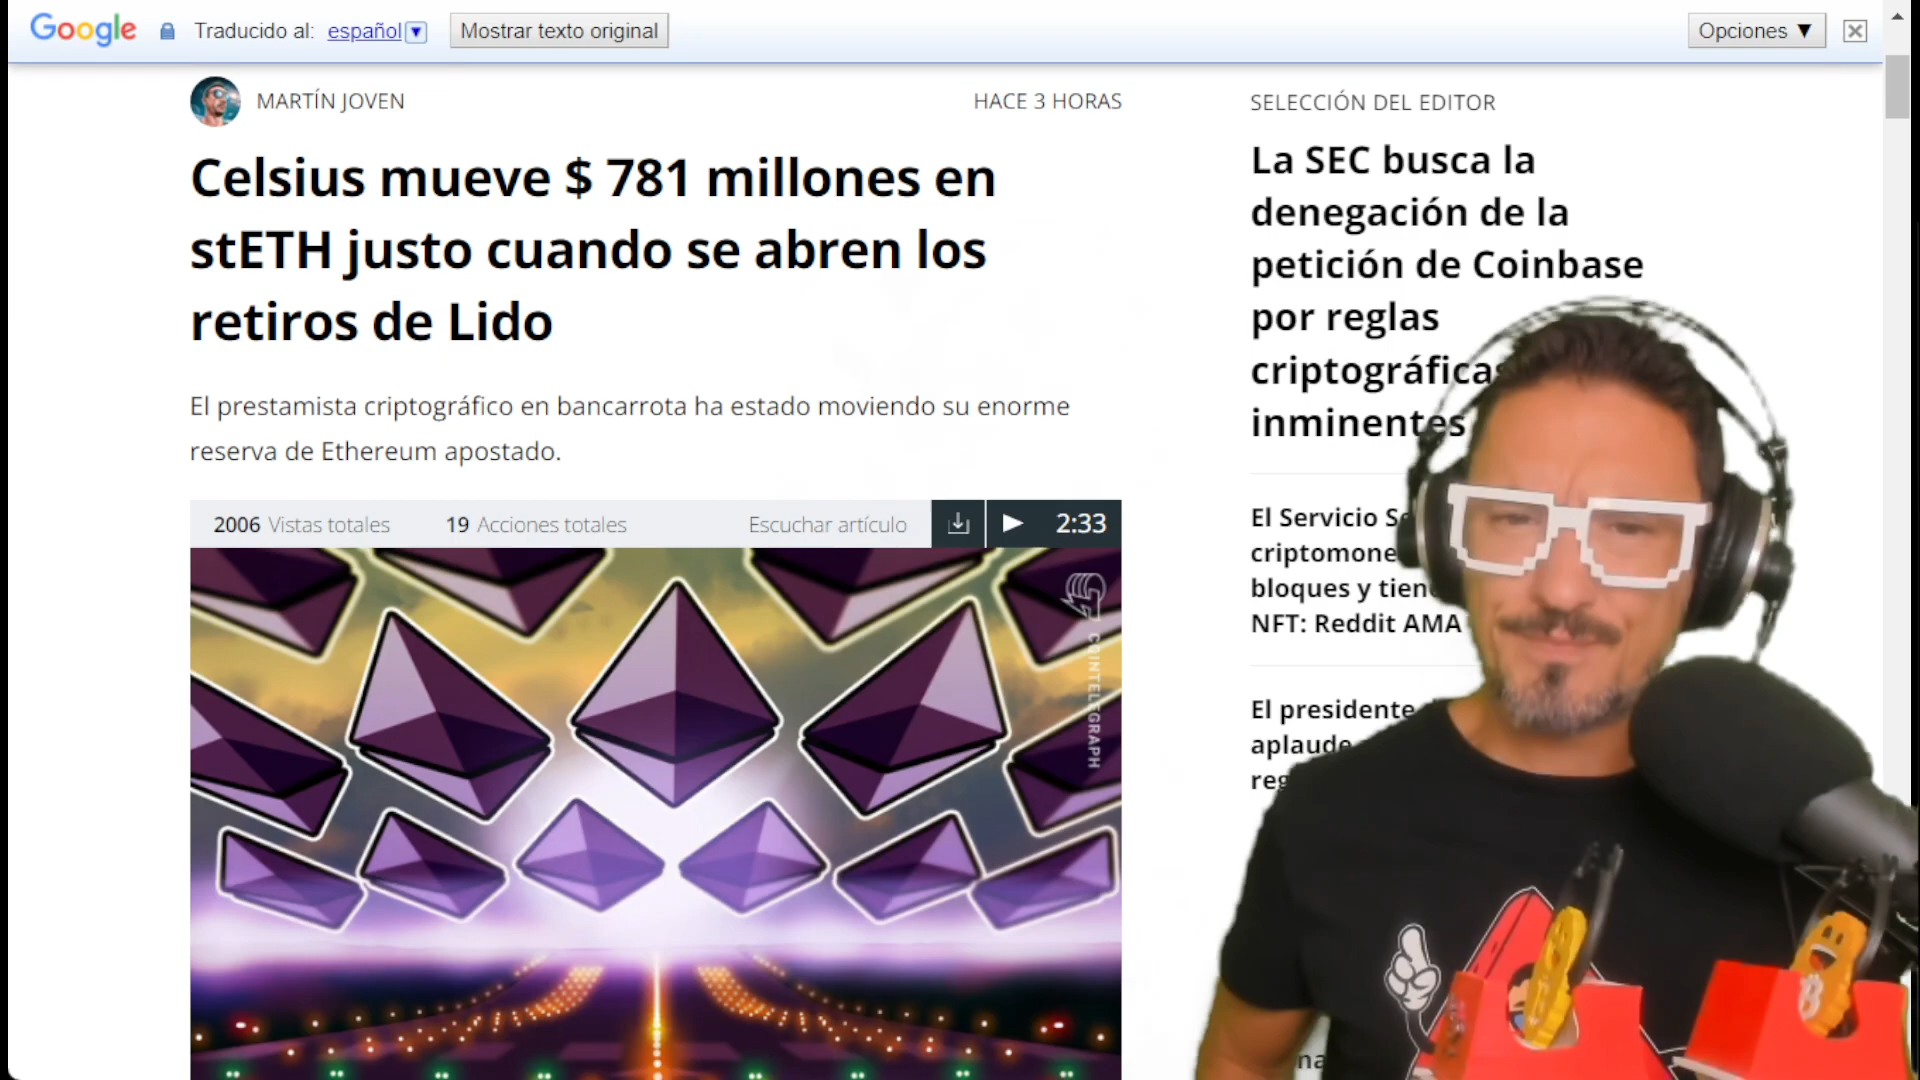 Google Traducido al: español Mostrar texto original Opciones ▼
MARTÍN JOVEN HACE 3 HORAS
Celsius mueve $ 781 millones en
stETH justo cuando se abren los
retiros de Lido
El prestamista criptográfico en bancarrota ha estado moviendo su enorme
reserva de Ethereum apostado.
2006 Vistas totales 19 Acciones totales Escuchar artículo 2:33
COINTELEGRAPH
SELECCIÓN DEL EDITOR
La SEC busca la
denegación de la
petición de Coinbase
por reglas
criptográficas
inminentes
El Servicio
bloques y
NFT: Reddit AMA
El presidente
aplaude